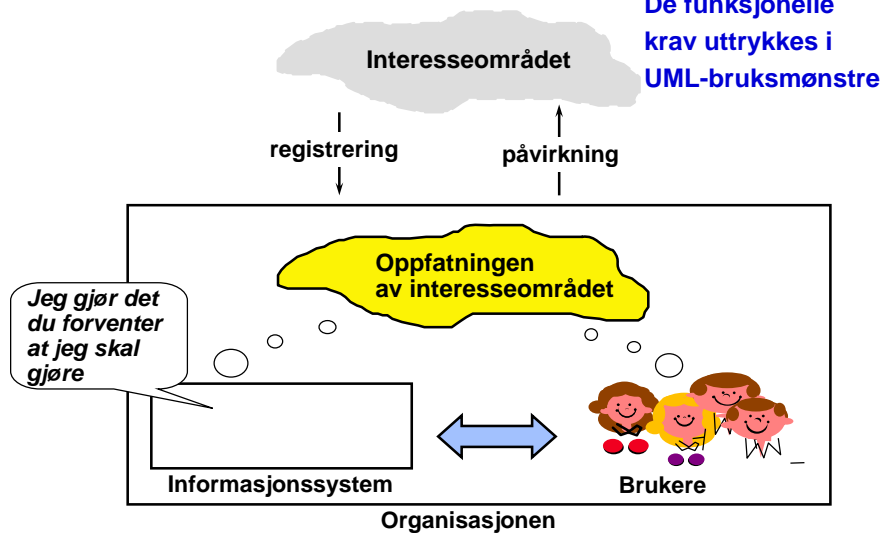 De funksjonelle
krav uttrykkes i
UML-bruksmønstre
Interesseområdet
registrering
påvirkning
Oppfatningen
av interesseområdet
Jeg gjør det
du forventer
at jeg skal
gjøre
Informasjonssystem
Brukere
Organisasjonen